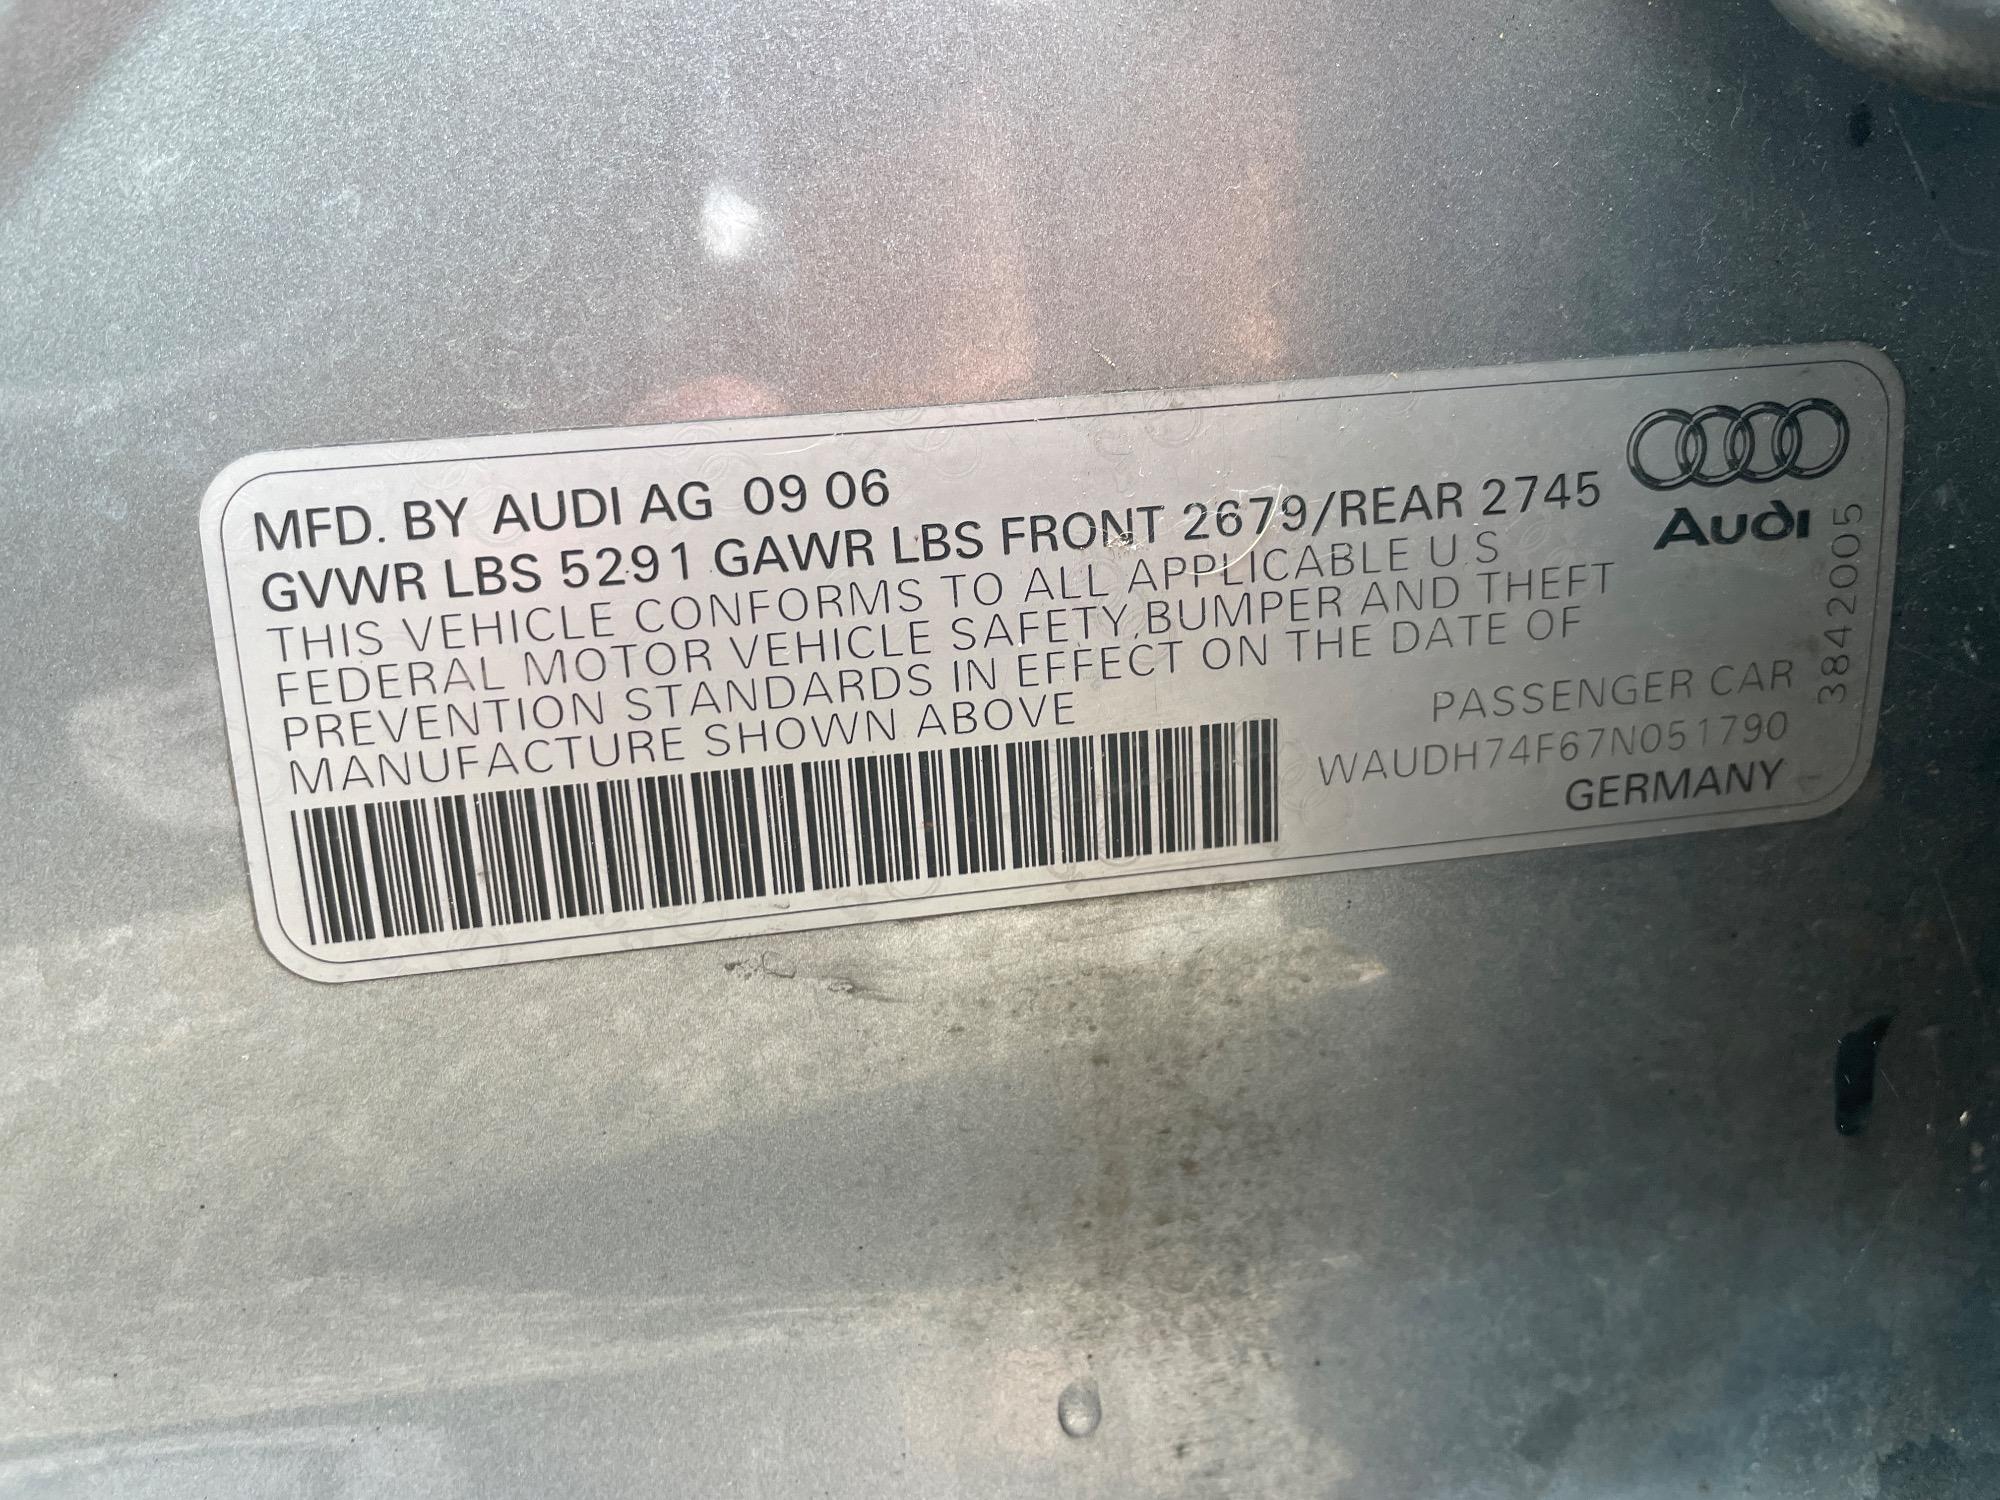 MFD. BY AUDI AG 09 06
GVWR LBS 5291 GAWR LBS FRONT 2679/REAR 2745
THIS VEHICLE CONFORMS TO ALL APPLICABLE U.S
FEDERAL MOTOR VEHICLE SAFETY, BUMPER AND THEFT
PREVENTION STANDARDS IN EFFECT ON THE DATE OF
MANUFACTURE SHOWN ABOVE
PASSENGER CAR
WAUDH74F67N051790
GERMANY
Audi
3842005